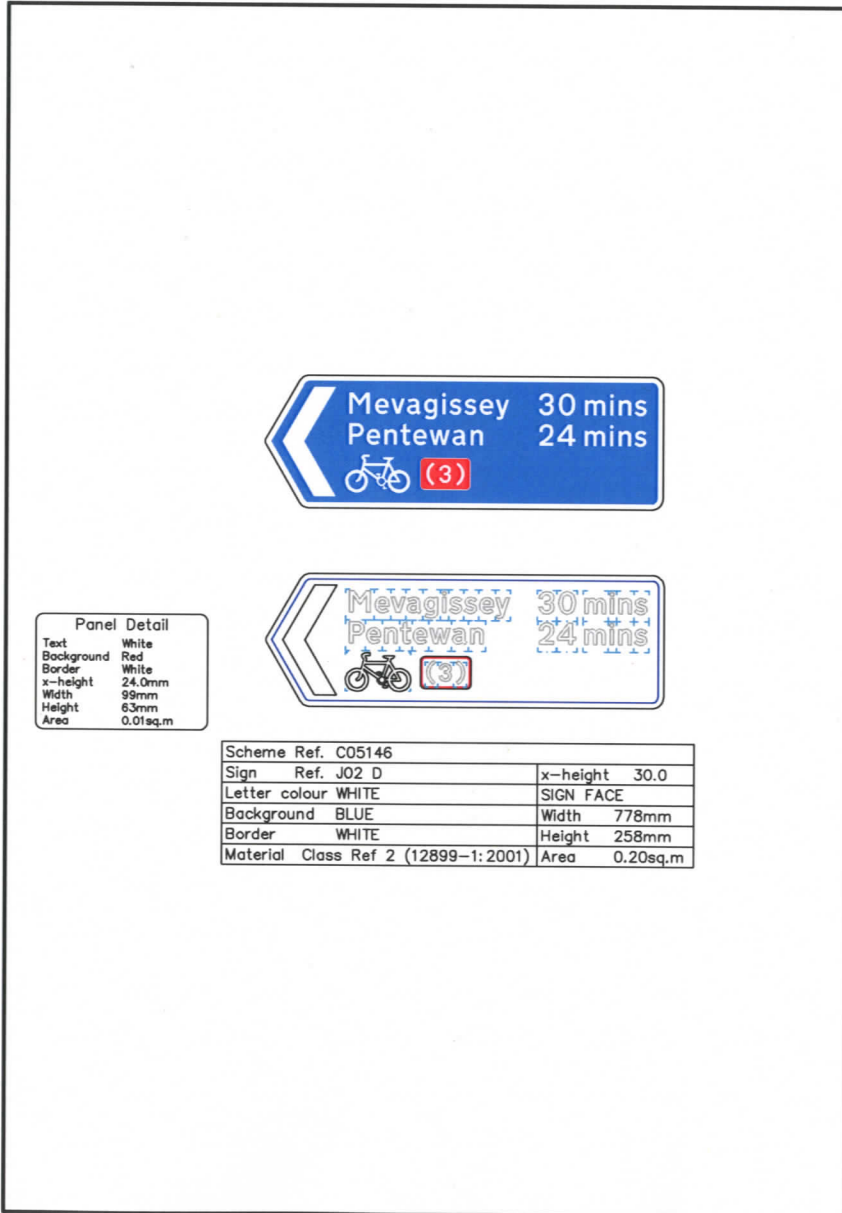 Mevagissey 30 mins
Pentewan 24 mins
(3)
Mevagissey 30 mins
Pentewan 24 mins
(3)
Panel Detail
Text White
Background Red
Border White
x-height 24.0mm
Width 99mm
Height 63mm
Area 0.01sq.m
Scheme Ref. C05146
Sign Ref. J02 D x-height 30.0
Letter colour WHITE SIGN FACE
Background BLUE Width 778mm
Border WHITE Height 258mm
Material Class Ref 2 (12899-1:2001) Area 0.20sq.m